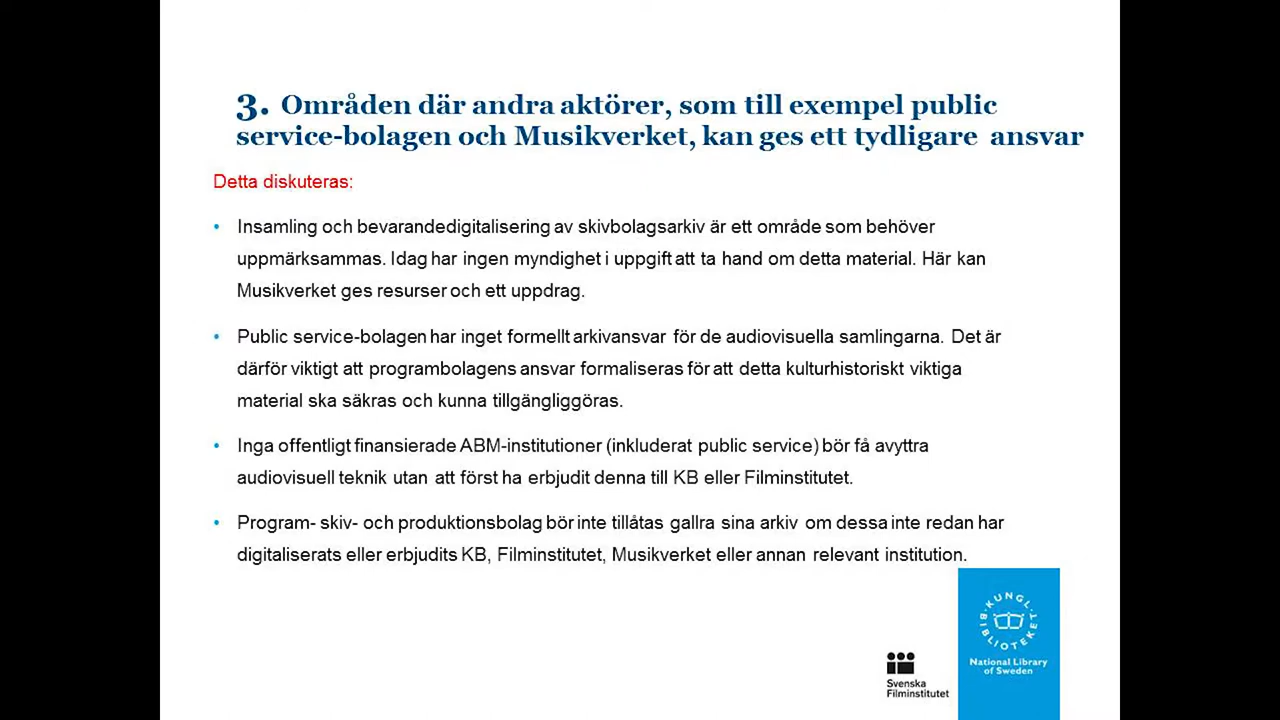 3. Områden där andra aktörer, som till exempel public
service-bolagen och Musikverket, kan ges ett tydligare ansvar
Detta diskuteras:
• Insamling och bevarandedigitalisering av skivbolagsarkiv är ett område som behöver
uppmärksammas. Idag har ingen myndighet i uppgift att ta hand om detta material. Här kan
Musikverket ges resurser och ett uppdrag.
• Public service-bolagen har inget formellt arkivansvar för de audiovisuella samlingarna. Det är
därför viktigt att programbolagens ansvar formaliseras för att detta kulturhistoriskt viktiga
material ska säkras och kunna tillgängliggöras.
• Inga offentligt finansierade ABM-institutioner (inkluderat public service) bör få avyttra
audiovisuell teknik utan att först ha erbjudit denna till KB eller Filminstitutet.
• Program- skiv- och produktionsbolag bör inte tillåtas gallra sina arkiv om dessa inte redan har
digitaliserats eller erbjudits KB, Filminstitutet, Musikverket eller annan relevant institution.
KUNGL
BIBLIOTEKET
National Library
of Sweden
Svenska
Filminstitutet